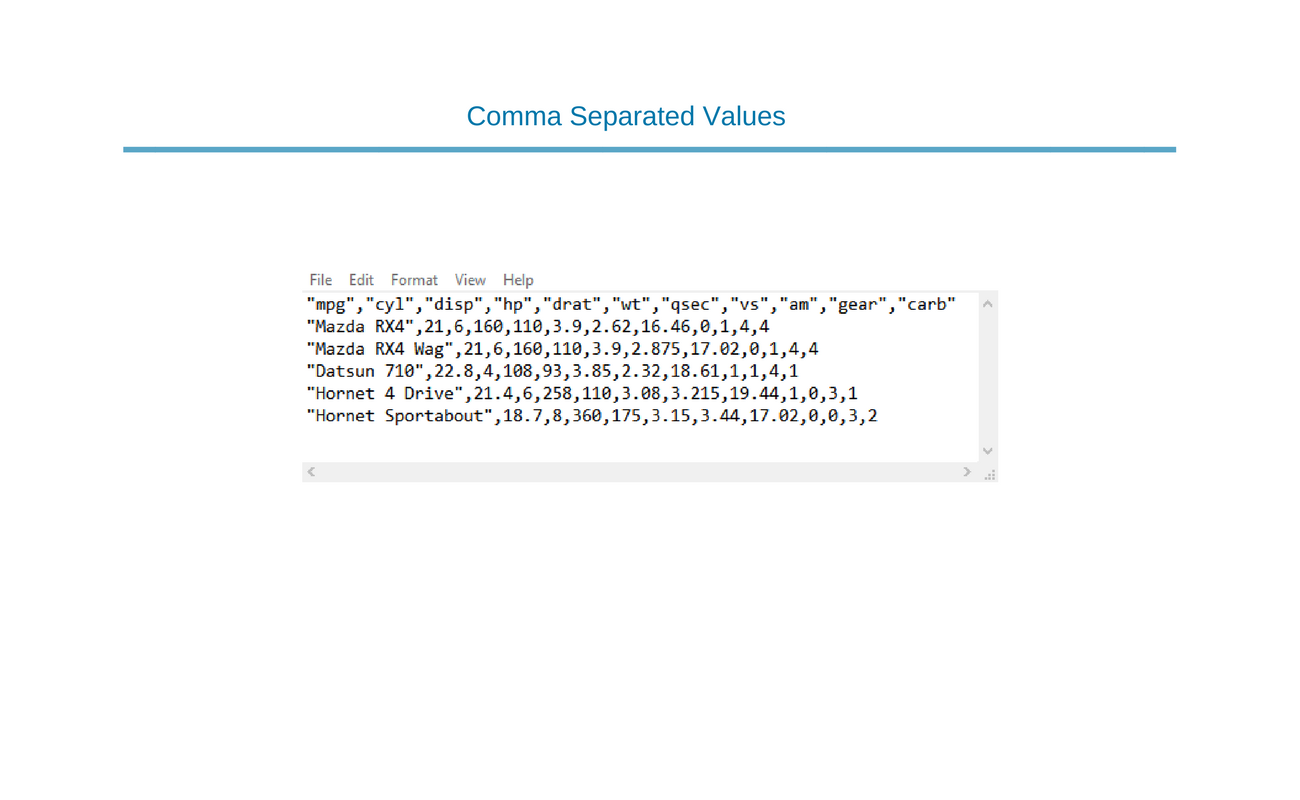 Comma Separated Values
File Edit Format View Help
"mpg","cyl","disp","hp","drat","wt","qsec","vs","am","gear","carb"
"Mazda RX4",21,6,160,110,3.9,2.62,16.46,0,1,4,4
"Mazda RX4 Wag",21,6,160,110,3.9,2.875,17.02,0,1,4,4
"Datsun 710",22.8,4,108,93,3.85,2.32,18.61,1,1,4,1
"Hornet 4 Drive",21.4,6,258,110,3.08,3.215,19.44,1,0,3,1
"Hornet Sportabout",18.7,8,360,175,3.15,3.44,17.02,0,0,3,2